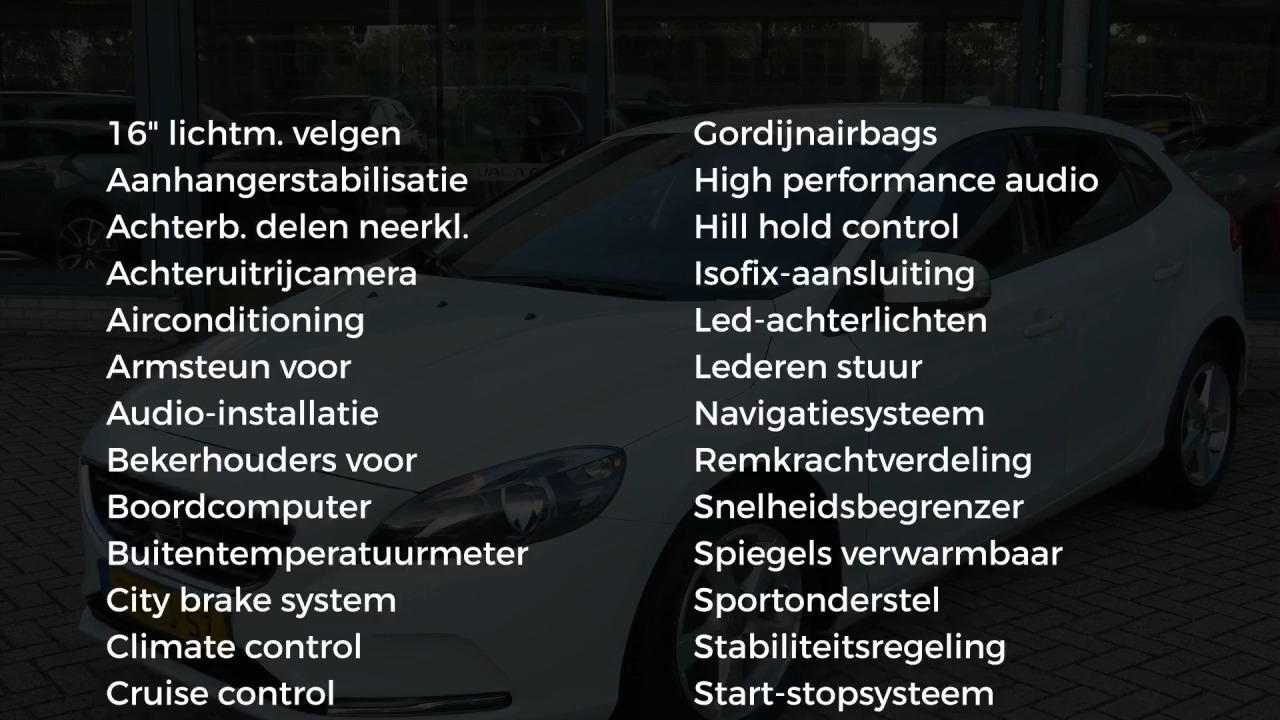 16" lichtm. velgen
Aanhangerstabilisatie
Achterb. delen neerkl.
Achteruitrijcamera
Airconditioning
Armsteun voor
Audio-installatie
Bekerhouders voor
Boordcomputer
Buitentemperatuurmeter
City brake system
Climate control
Cruise control
Gordijnairbags
High performance audio
Hill hold control
Isofix-aansluiting
Led-achterlichten
Lederen stuur
Navigatiesysteem
Remkrachtverdeling
Snelheidsbegrenzer
Spiegels verwarmbaar
Sportonderstel
Stabiliteitsregeling
Start-stopsysteem